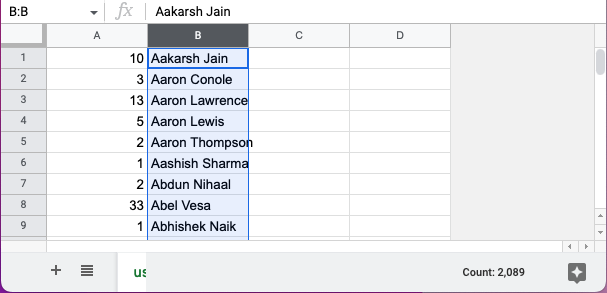 B:B fx Aakarsh Jain
A B C D
1 10 Aakarsh Jain
2 3 Aaron Conole
3 13 Aaron Lawrence
4 5 Aaron Lewis
5 2 Aaron Thompson
6 1 Aashish Sharma
7 2 Abdun Nihaal
8 33 Abel Vesa
9 1 Abhishek Naik
us Count: 2,089